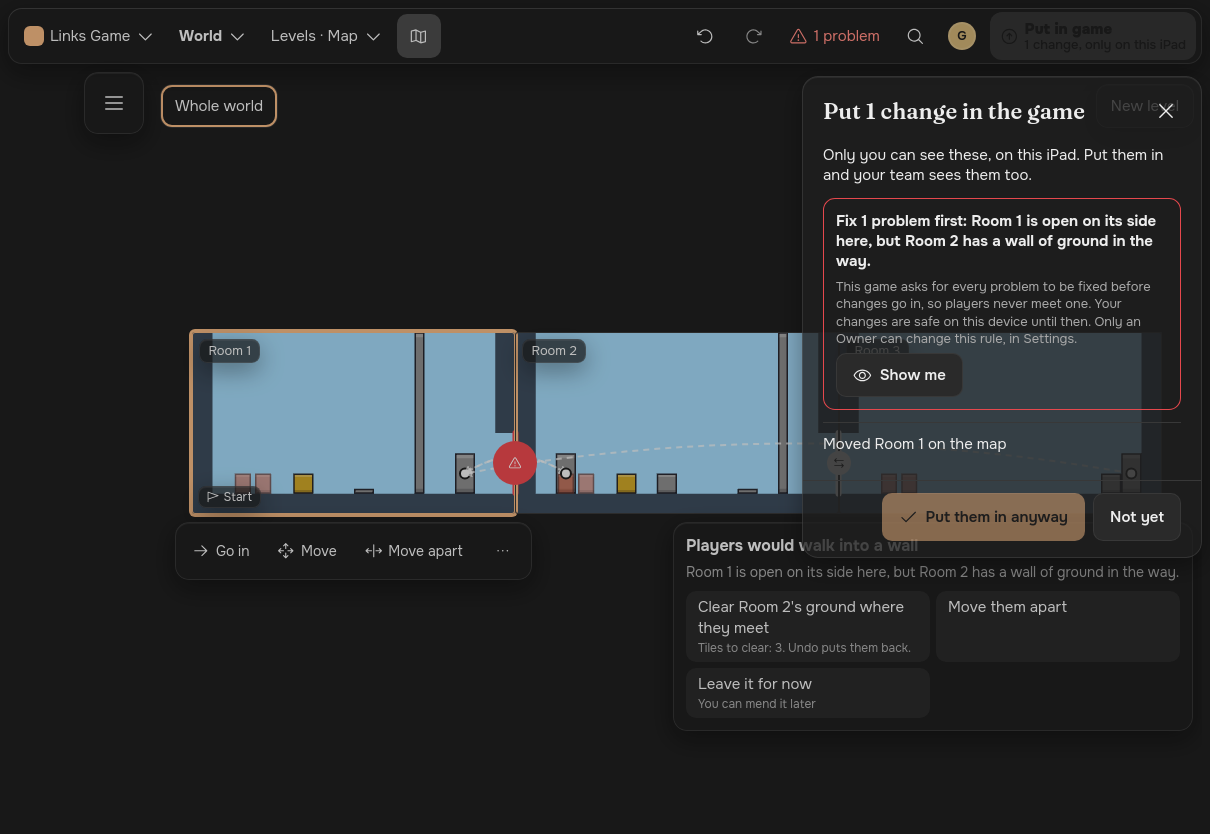 Links Game
World
Levels · Map
1 problem
G
Put in game
1 change, only on this iPad
Whole world
New level
Put 1 change in the game
Only you can see these, on this iPad. Put them in
and your team sees them too.
Fix 1 problem first: Room 1 is open on its side
here, but Room 2 has a wall of ground in the
way.
This game asks for every problem to be fixed before
changes go in, so players never meet one. Your
changes are safe on this device until then. Only an
Owner can change this rule, in Settings.
Show me
Moved Room 1 on the map
Put them in anyway
Not yet
Room 1
Room 2
Room 3
Start
Go in
Move
Move apart
Players would walk into a wall
Room 1 is open on its side here, but Room 2 has a wall of ground in the way.
Clear Room 2's ground where
they meet
Tiles to clear: 3. Undo puts them back.
Move them apart
Leave it for now
You can mend it later